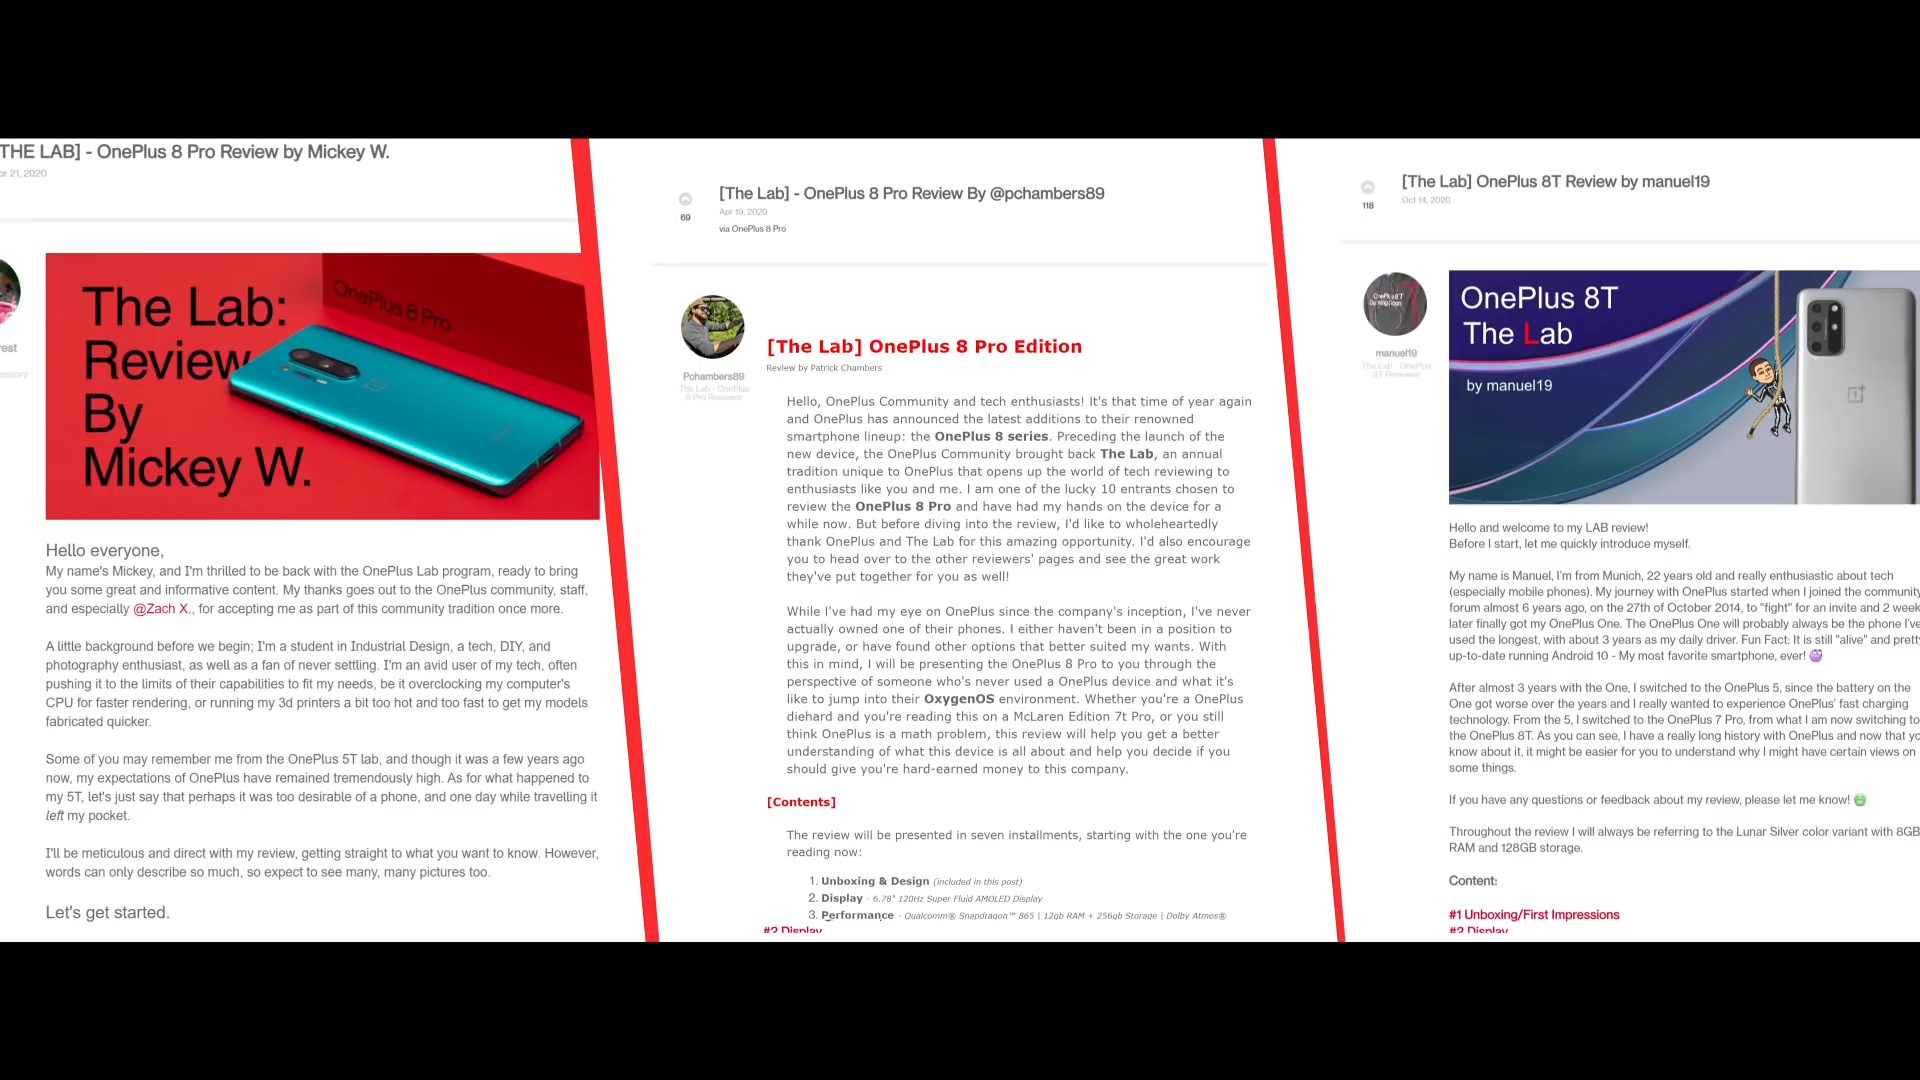 THE LAB] - OnePlus 8 Pro Review by Mickey W.
pr 21, 2020
rest
The Lab:
Review
By
Mickey W.
OnePlus 8 Pro
Hello everyone,
My name's Mickey, and I'm thrilled to be back with the OnePlus Lab program, ready to bring
you some great and informative content. My thanks goes out to the OnePlus community, staff,
and especially @Zach X., for accepting me as part of this community tradition once more.
A little background before we begin; I'm a student in Industrial Design, a tech, DIY, and
photography enthusiast, as well as a fan of never settling. I'm an avid user of my tech, often
pushing it to the limits of their capabilities to fit my needs, be it overclocking my computer's
CPU for faster rendering, or running my 3d printers a bit too hot and too fast to get my models
fabricated quicker.
Some of you may remember me from the OnePlus 5T lab, and though it was a few years ago
now, my expectations of OnePlus have remained tremendously high. As for what happened to
my 5T, let's just say that perhaps it was too desirable of a phone, and one day while travelling it
left my pocket.
I'll be meticulous and direct with my review, getting straight to what you want to know. However,
words can only describe so much, so expect to see many, many pictures too.
Let's get started.
69
[The Lab] - OnePlus 8 Pro Review By @pchambers89
Apr 19, 2020
via OnePlus 8 Pro
Pchambers89
The Lab - OnePlus
8 Pro Reviewer
[The Lab] OnePlus 8 Pro Edition
Review by Patrick Chambers
Hello, OnePlus Community and tech enthusiasts! It's that time of year again
and OnePlus has announced the latest additions to their renowned
smartphone lineup: the OnePlus 8 series. Preceding the launch of the
new device, the OnePlus Community brought back The Lab, an annual
tradition unique to OnePlus that opens up the world of tech reviewing to
enthusiasts like you and me. I am one of the lucky 10 entrants chosen to
review the OnePlus 8 Pro and have had my hands on the device for a
while now. But before diving into the review, I'd like to wholeheartedly
thank OnePlus and The Lab for this amazing opportunity. I'd also encourage
you to head over to the other reviewers' pages and see the great work
they've put together for you as well!
While I've had my eye on OnePlus since the company's inception, I've never
actually owned one of their phones. I either haven't been in a position to
upgrade, or have found other options that better suited my wants. With
this in mind, I will be presenting the OnePlus 8 Pro to you through the
perspective of someone who's never used a OnePlus device and what it's
like to jump into their OxygenOS environment. Whether you're a OnePlus
diehard and you're reading this on a McLaren Edition 7t Pro, or you still
think OnePlus is a math problem, this review will help you get a better
understanding of what this device is all about and help you decide if you
should give you're hard-earned money to this company.
[Contents]
The review will be presented in seven installments, starting with the one you're
reading now:
1. Unboxing & Design (included in this post)
2. Display - 6.78" 120Hz Super Fluid AMOLED Display
3. Performance - Qualcomm® Snapdragon™ 865 | 12gb RAM + 256gb Storage | Dolby Atmos®
#2 Display
118
[The Lab] OnePlus 8T Review by manuel19
Oct 14, 2020
manuel19
The Lab - OnePlus
8T Reviewer
OnePlus 8T
The Lab
by manuel19
Hello and welcome to my LAB review!
Before I start, let me quickly introduce myself.
My name is Manuel, I'm from Munich, 22 years old and really enthusiastic about tech
(especially mobile phones). My journey with OnePlus started when I joined the community
forum almost 6 years ago, on the 27th of October 2014, to "fight" for an invite and 2 week
later finally got my OnePlus One. The OnePlus One will probably always be the phone I've
used the longest, with about 3 years as my daily driver. Fun Fact: It is still "alive" and pretty
up-to-date running Android 10 - My most favorite smartphone, ever!
After almost 3 years with the One, I switched to the OnePlus 5, since the battery on the
One got worse over the years and I really wanted to experience OnePlus' fast charging
technology. From the 5, I switched to the OnePlus 7 Pro, from what I am now switching to
the OnePlus 8T. As you can see, I have a really long history with OnePlus and now that yo
know about it, it might be easier for you to understand why I might have certain views on
some things.
If you have any questions or feedback about my review, please let me know!
Throughout the review I will always be referring to the Lunar Silver color variant with 8GB
RAM and 128GB storage.
Content:
#1 Unboxing/First Impressions
#2 Display